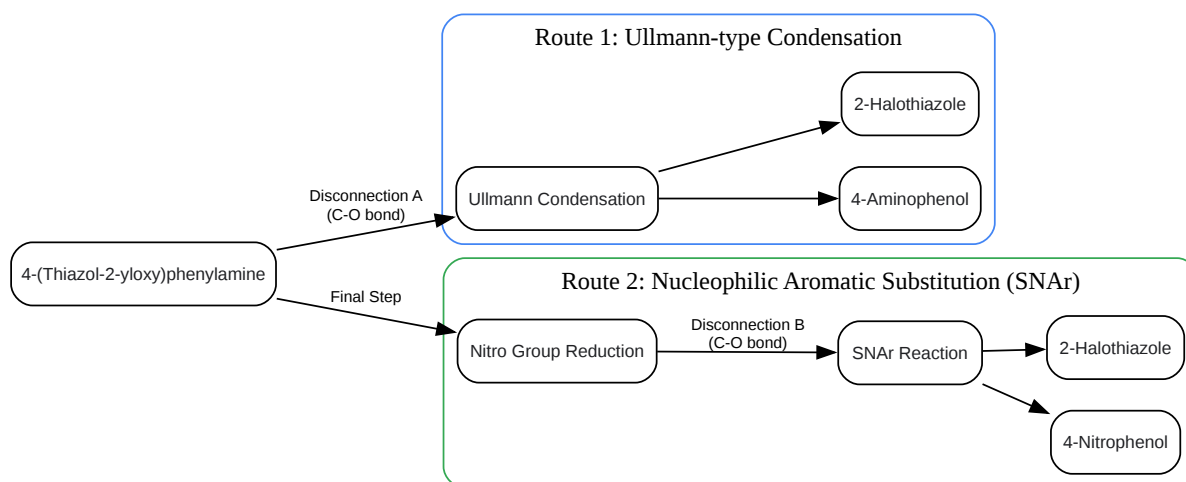 Route 1: Ullmann-type Condensation
2-Halothiazole
Ullmann Condensation
4-Aminophenol
Disconnection A
(C-O bond)
4-(Thiazol-2-yloxy)phenylamine
Final Step
Route 2: Nucleophilic Aromatic Substitution (SNAr)
Nitro Group Reduction
Disconnection B
(C-O bond)
SNAr Reaction
2-Halothiazole
4-Nitrophenol